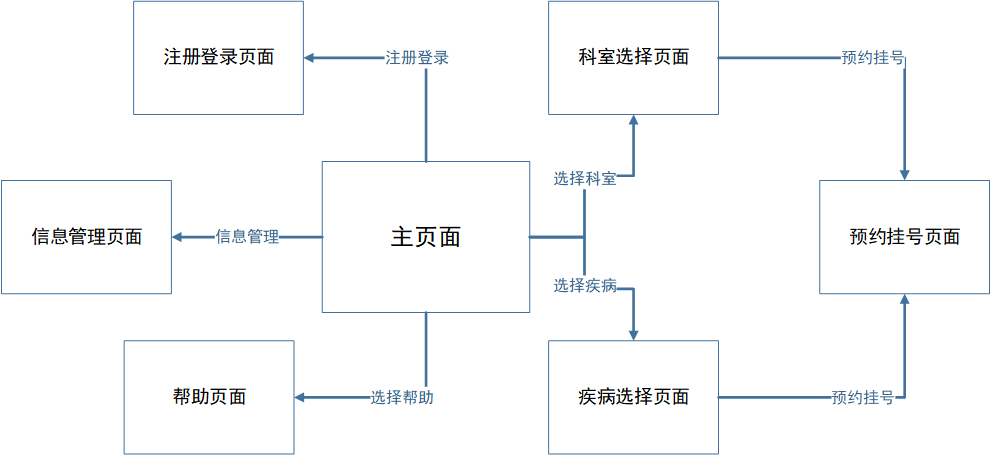 注册登录页面
注册登录
科室选择页面
预约挂号
选择科室
信息管理页面
信息管理
主页面
预约挂号页面
选择疾病
帮助页面
选择帮助
疾病选择页面
预约挂号